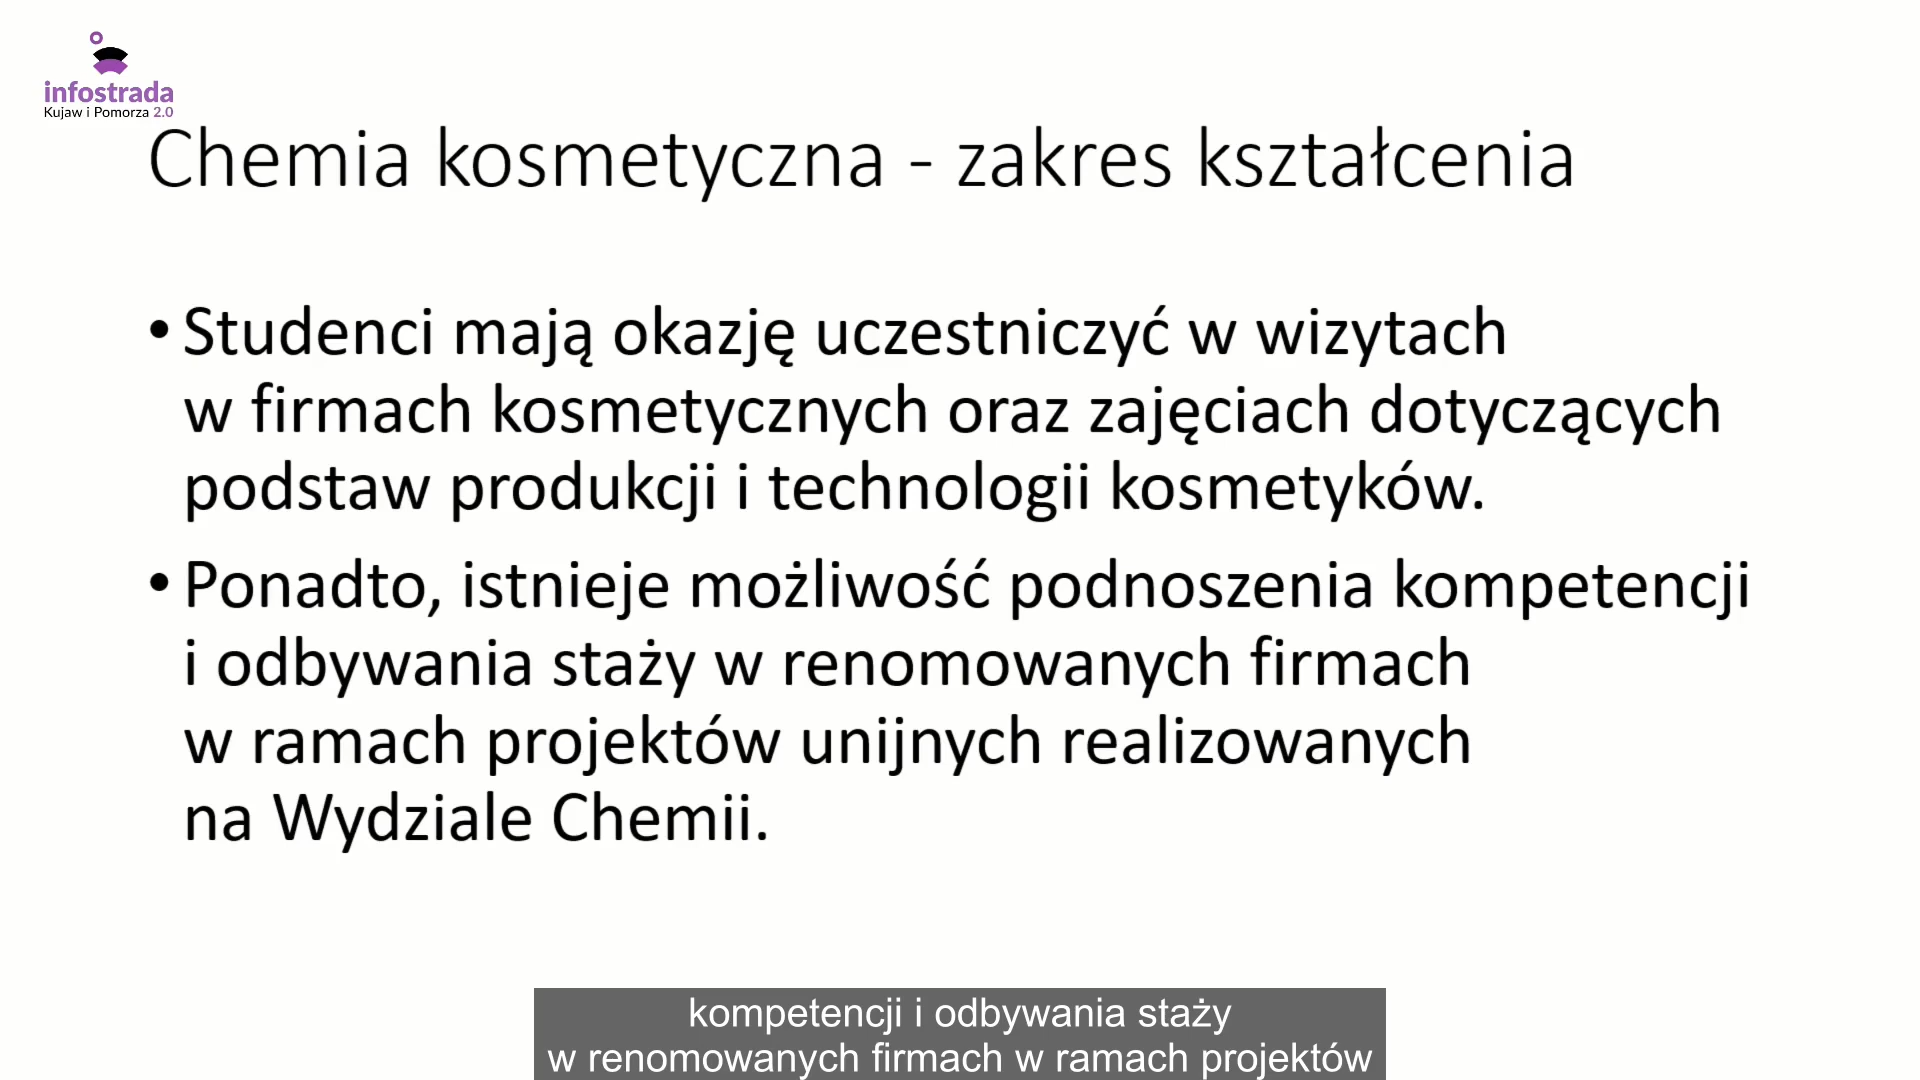 infostrada
Kujaw i Pomorza 2.0
Chemia kosmetyczna - zakres kształcenia
• Studenci mają okazję uczestniczyć w wizytach
w firmach kosmetycznych oraz zajęciach dotyczących
podstaw produkcji i technologii kosmetyków.
• Ponadto, istnieje możliwość podnoszenia kompetencji
i odbywania staży w renomowanych firmach
w ramach projektów unijnych realizowanych
na Wydziale Chemii.
kompetencji i odbywania staży
w renomowanych firmach w ramach projektów